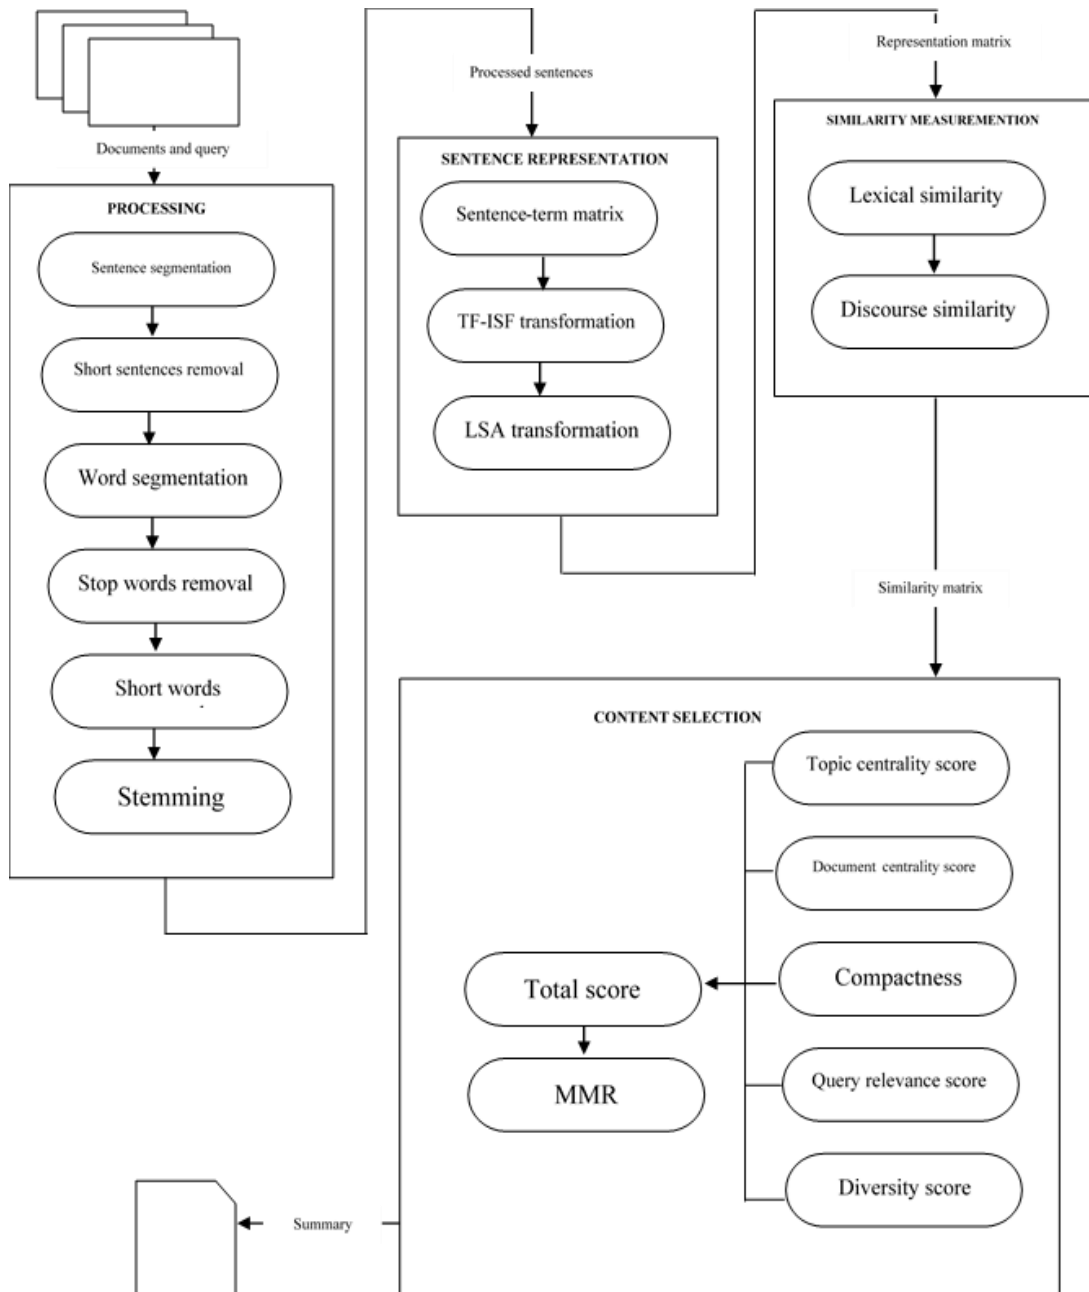 Documents and query
PROCESSING
Sentence segmentation
Short sentences removal
Word segmentation
Stop words removal
Short words
Stemming
Processed sentences
SENTENCE REPRESENTATION
Sentence-term matrix
TF-ISF transformation
LSA transformation
Representation matrix
SIMILARITY MEASUREMENTION
Lexical similarity
Discourse similarity
Similarity matrix
CONTENT SELECTION
Topic centrality score
Document centrality score
Compactness
Query relevance score
Diversity score
Total score
MMR
Summary